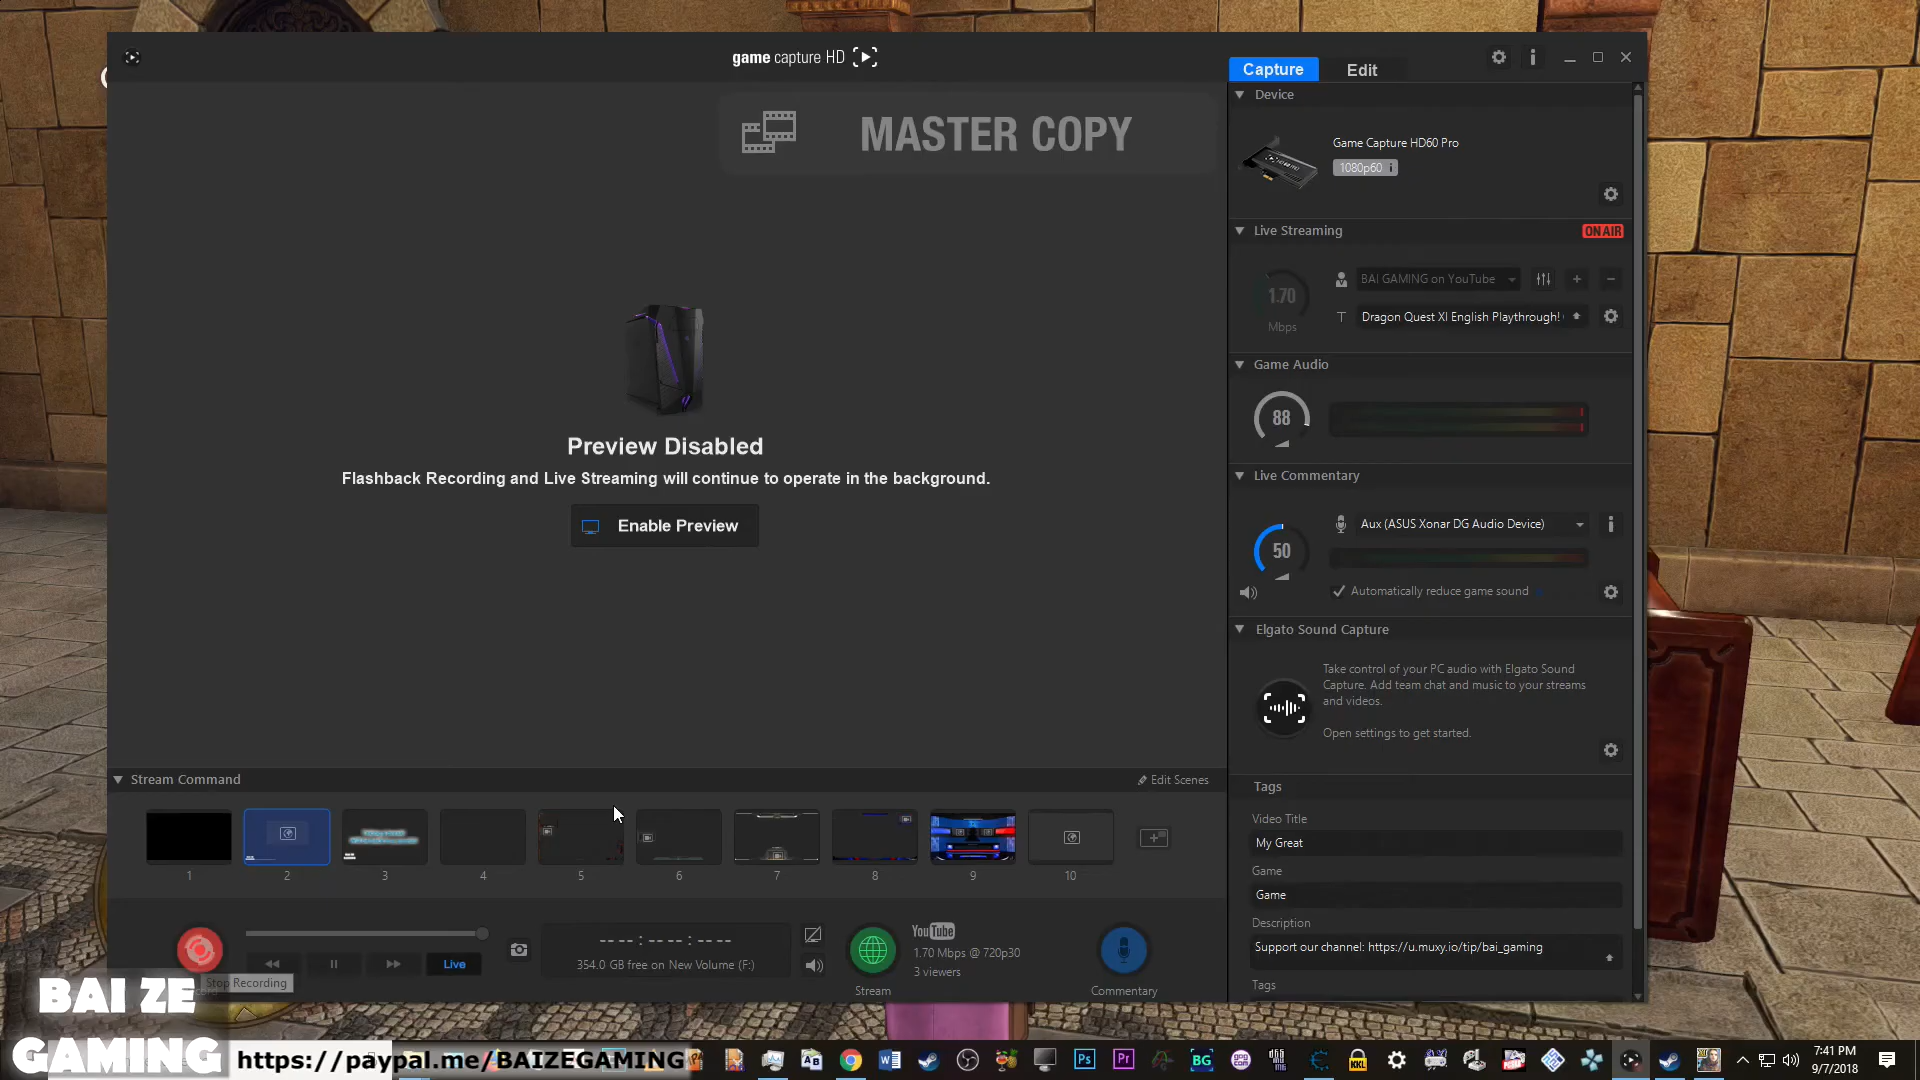 game capture HD
Capture
Edit
MASTER COPY
Device
Game Capture HD60 Pro
1080p60 i
Live Streaming
ON AIR
1.70
Mbps
BAI GAMING on YouTube
T
Dragon Quest XI English Playthrough!
Game Audio
88
Live Commentary
50
Aux (ASUS Xonar DG Audio Device)
Automatically reduce game sound
Preview Disabled
Flashback Recording and Live Streaming will continue to operate in the background.
Enable Preview
Elgato Sound Capture
Take control of your PC audio with Elgato Sound
Capture. Add team chat and music to your streams
and videos.
Open settings to get started.
Stream Command
Edit Scenes
1 2 3 4 5 6 7 8 9 10
Tags
Video Title
My Great
Game
Game
Description
Support our channel: https://u.muxy.io/tip/bai_gaming
Tags
Live
Stop Recording
-- -- : -- -- : -- --
354.0 GB free on New Volume (F:)
YouTube
1.70 Mbps @ 720p30
3 viewers
Stream
Commentary
BAI ZE
GAMING
https://paypal.me/BAIZEGAMING
7:41 PM
9/7/2018